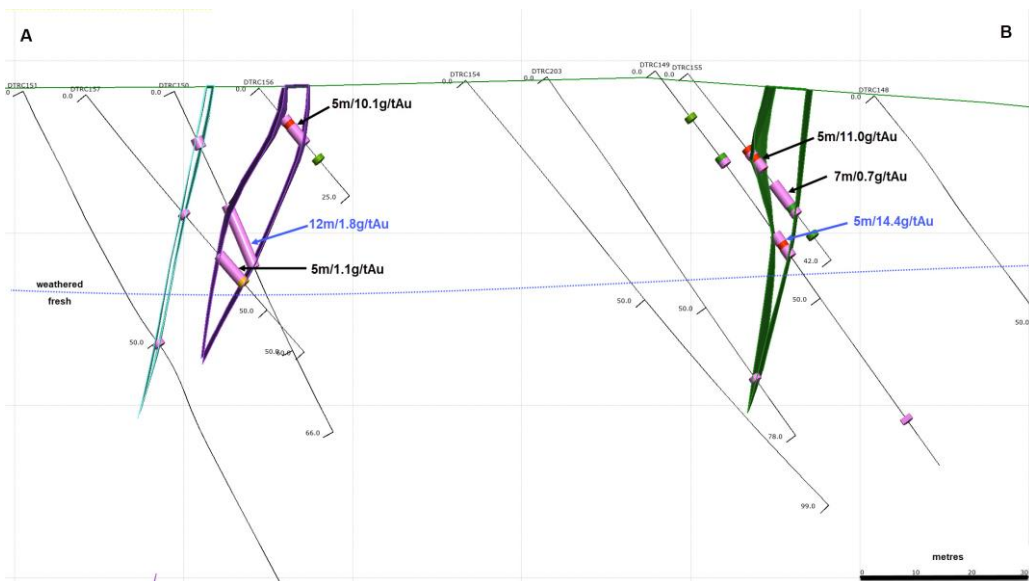 A
B
DTRC151
0
DTRC157
0.0
DTRC150
0.0
DTRC156
0.0
DTRC154
0.0
DTRC203
0.0
DTRC149
0.0
DTRC155
0.0
DTRC148
0.0
5m/10.1g/tAu
25.0
12m/1.8g/tAu
5m/1.1g/tAu
5m/11.0g/tAu
7m/0.7g/tAu
5m/14.4g/tAu
42.0
weathered
fresh
50.0
50.0
50.0
50.0
50.0
50.0
50.0
66.0
78.0
99.0
metres
0
10
20
30